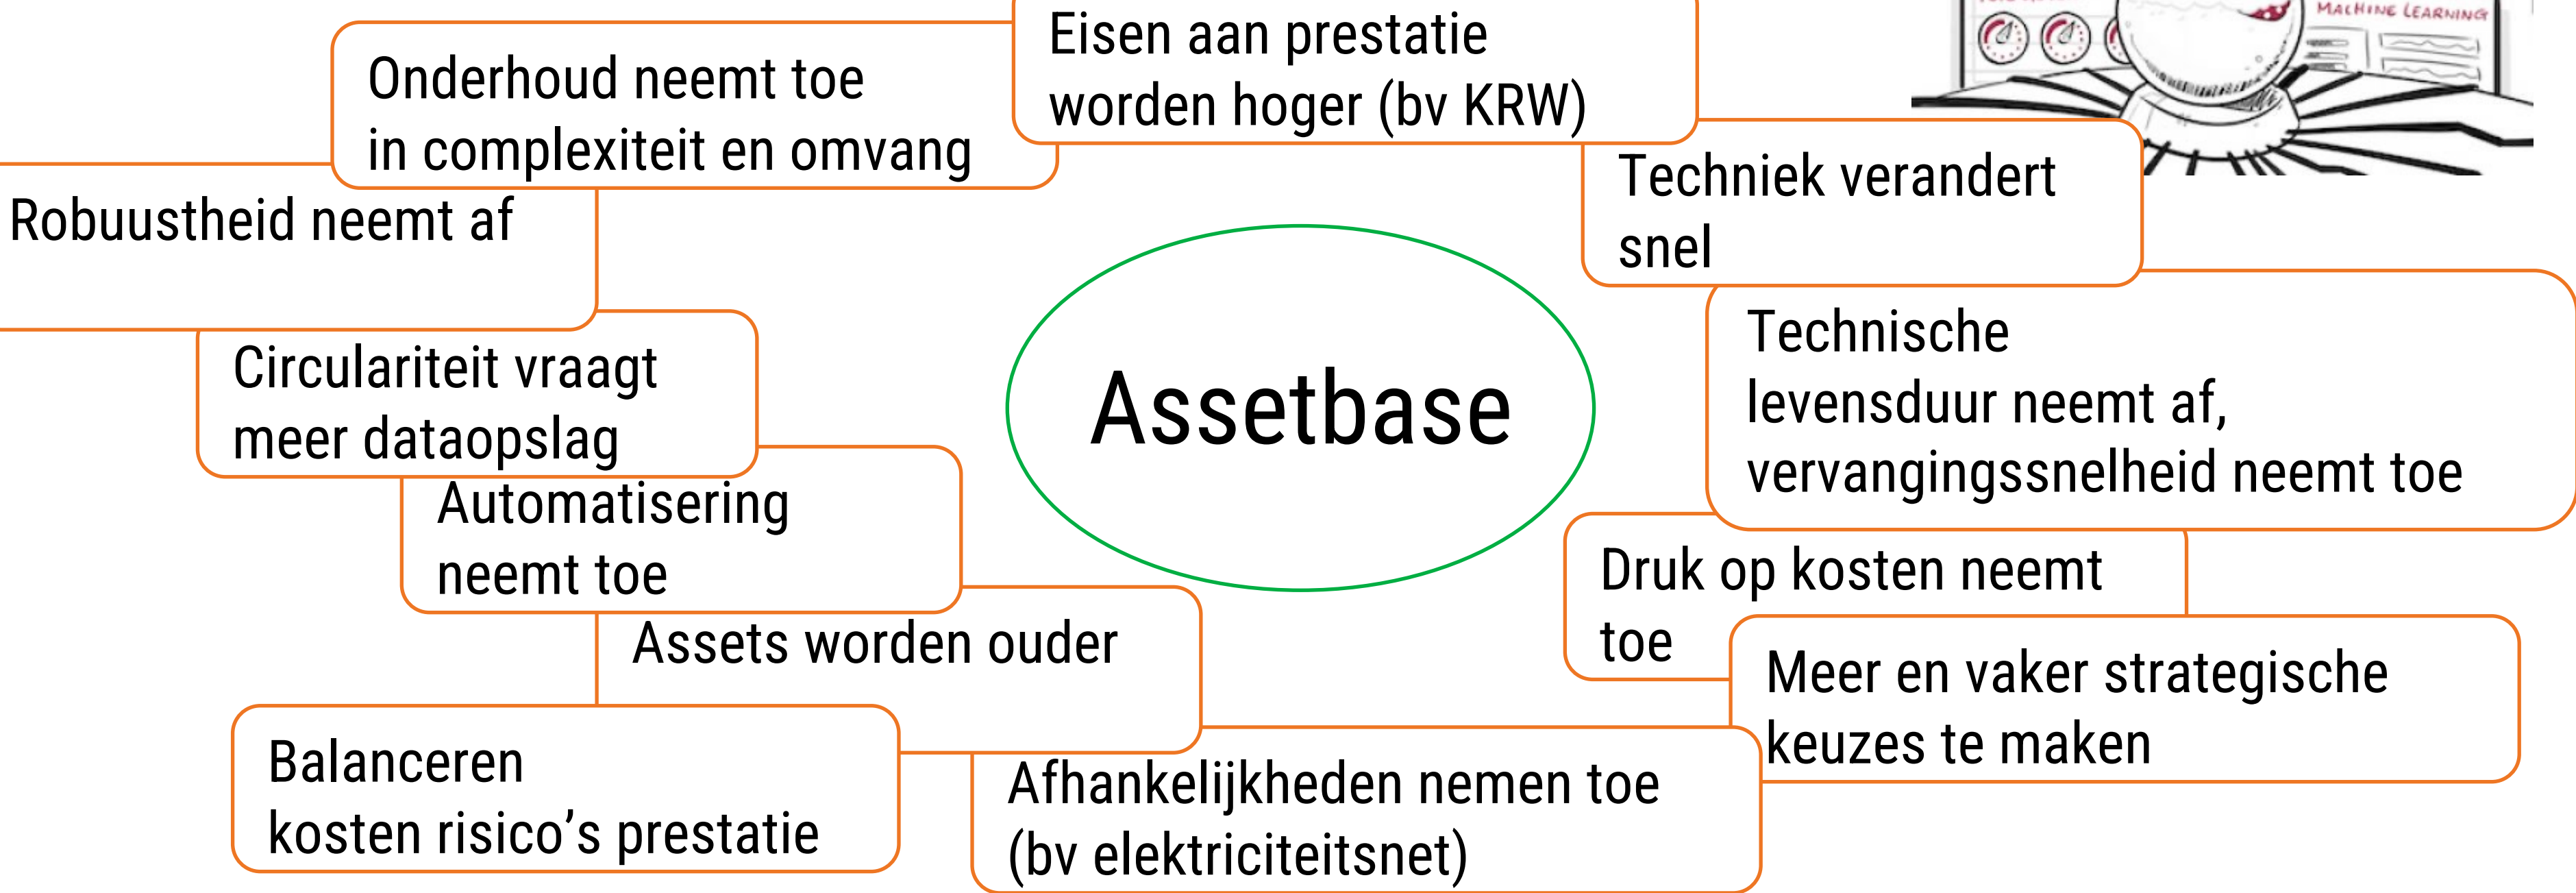 Eisen aan prestatie
worden hoger (bv KRW)
MACHINE LEARNING
Onderhoud neemt toe
in complexiteit en omvang
Techniek verandert
snel
Robuustheid neemt af
Technische
levensduur neemt af,
vervangingssnelheid neemt toe
Circulariteit vraagt
meer dataopslag
Assetbase
Automatisering
neemt toe
Druk op kosten neemt
toe
Assets worden ouder
Meer en vaker strategische
keuzes te maken
Balanceren
kosten risico’s prestatie
Afhankelijkheden nemen toe
(bv elektriciteitsnet)